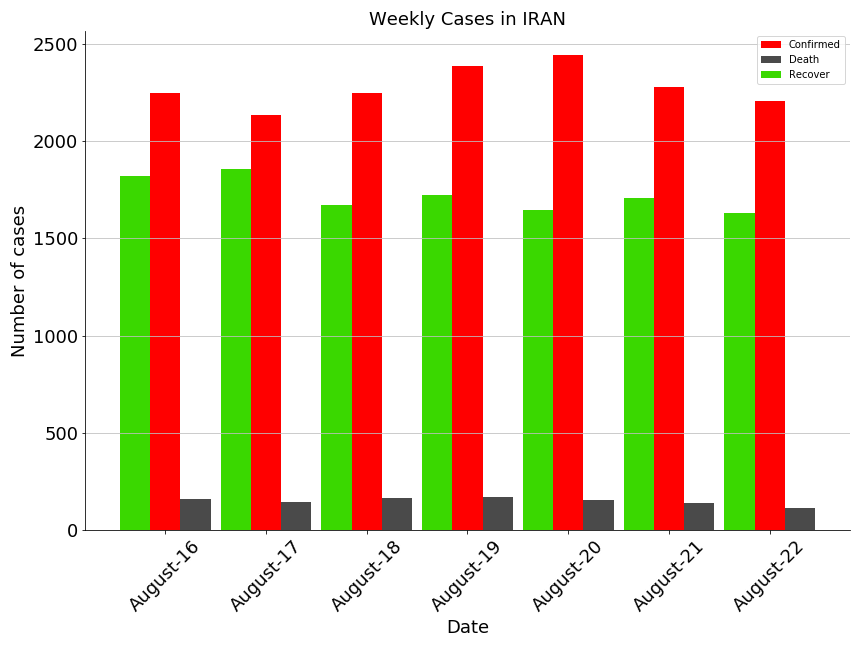 Weekly Cases in IRAN
Confirmed
Death
Recover
2500
2000
1500
1000
500
0
Number of cases
August-16
August-17
August-18
August-19
August-20
August-21
August-22
Date